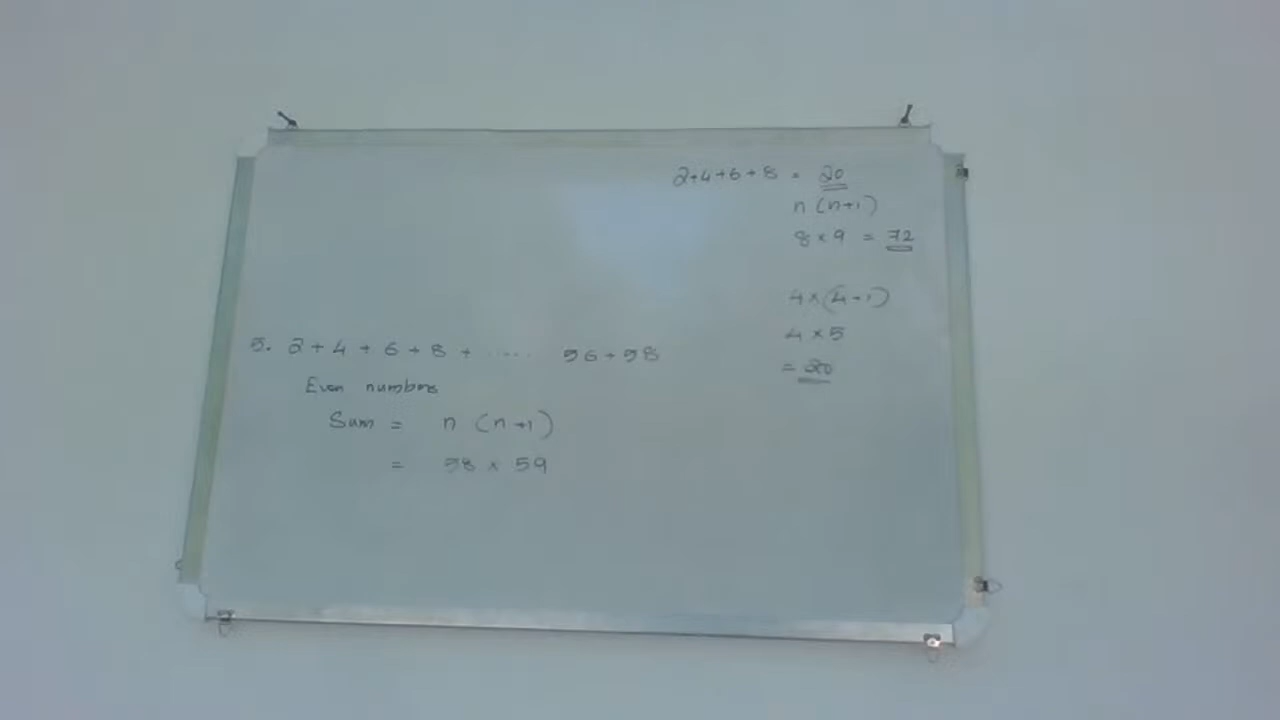 2+4+6+8 = 20
n (n+1)
8 × 9 = 72
4×(4+1)
4 × 5
= 20
5. 2 + 4 + 6 + 8 + ...... 56 + 58
Even numbers
Sum = n (n+1)
= 58 × 59